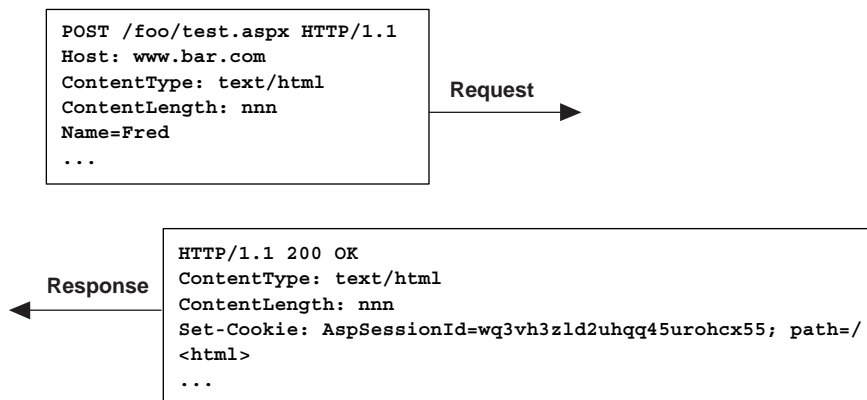 POST /foo/test.aspx HTTP/1.1
Host: www.bar.com
ContentType: text/html
ContentLength: nnn
Name=Fred
...
Request
Response
HTTP/1.1 200 OK
ContentType: text/html
ContentLength: nnn
Set-Cookie: AspSessionId=wq3vh3zld2uhqq45urohcx55; path=/
<html>
...